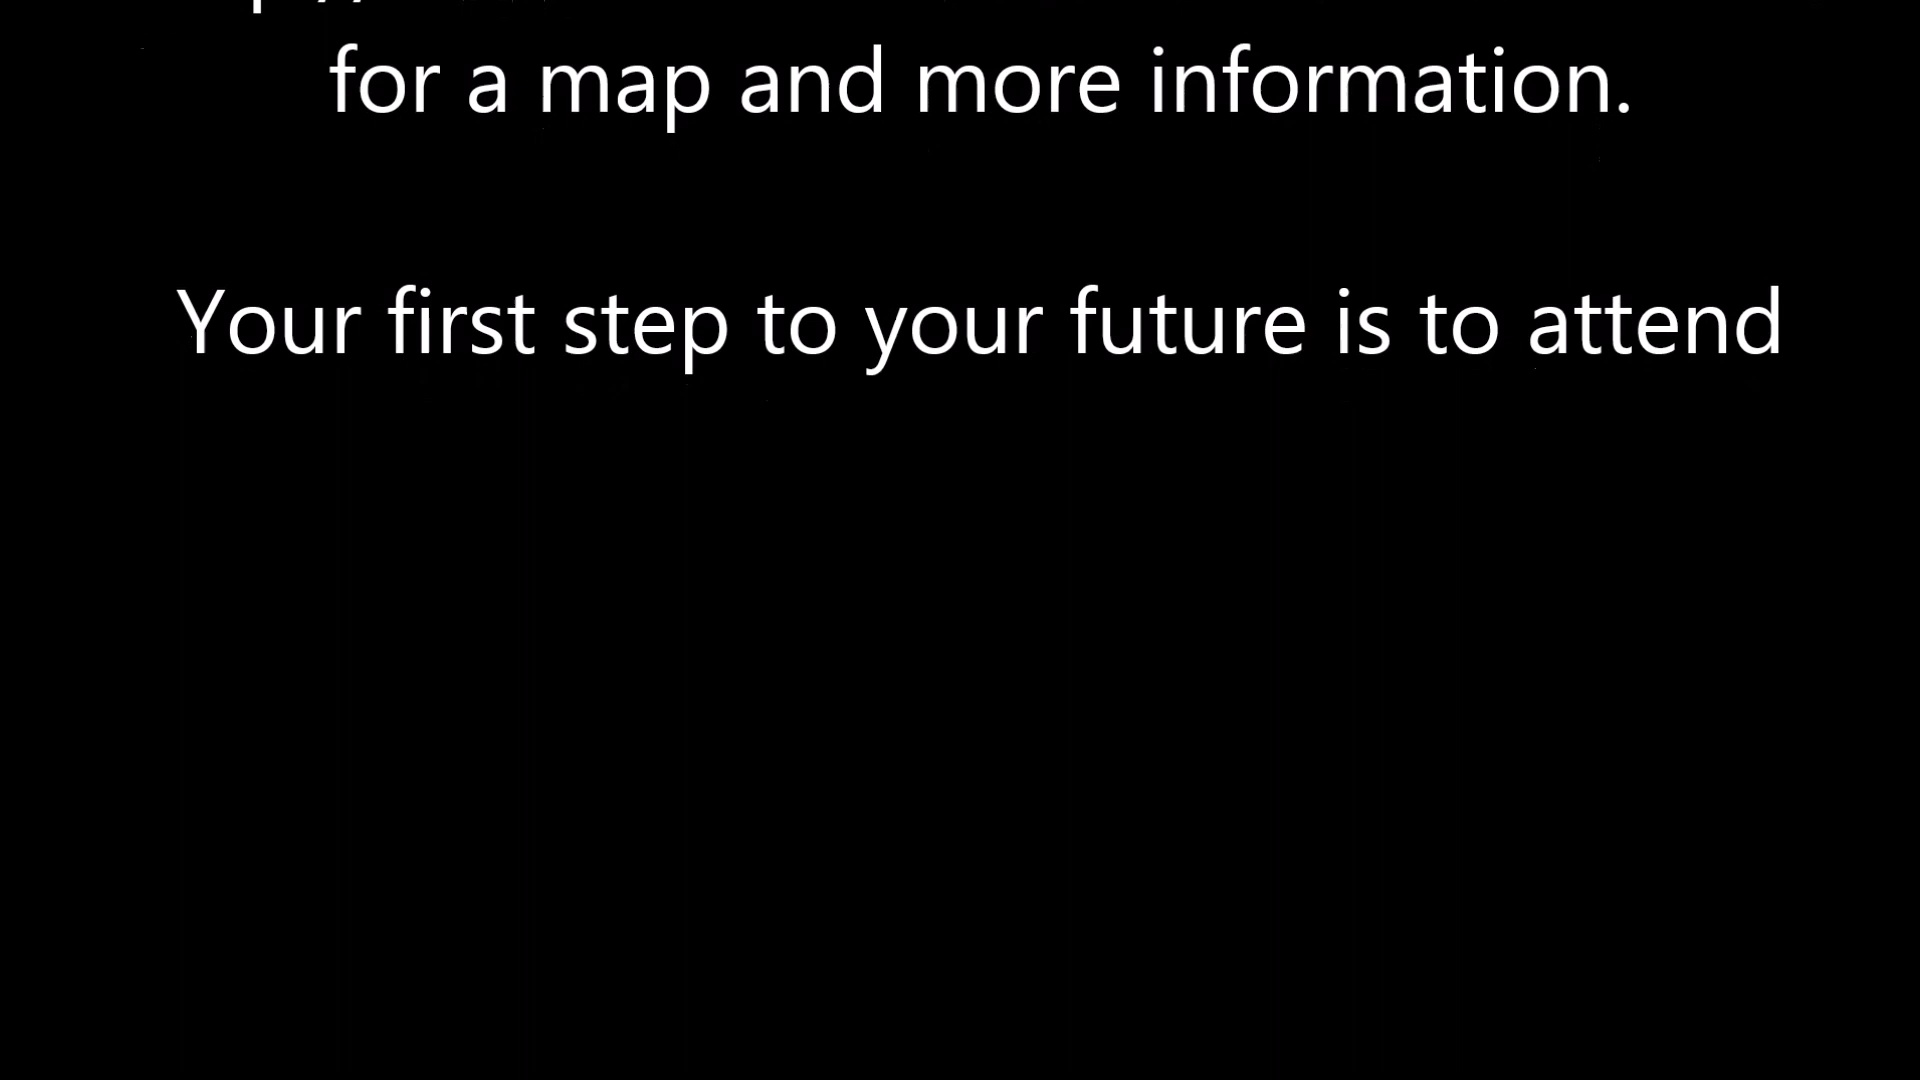 for a map and more information.
Your first step to your future is to attend